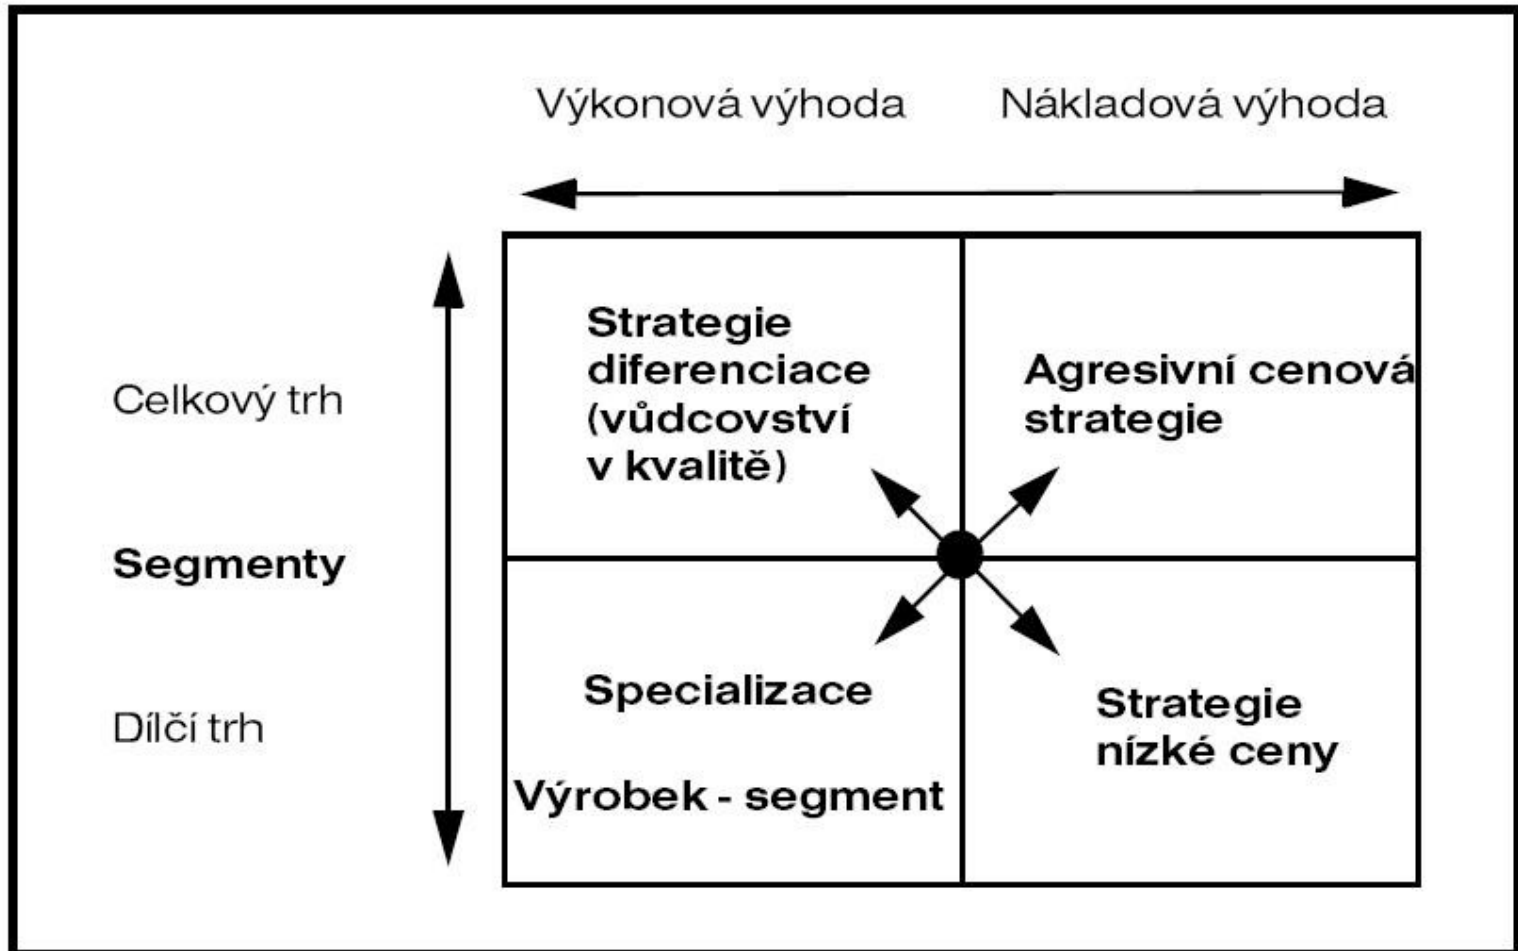 Výkonová výhoda
Nákladová výhoda
Celkový trh
Strategie
diferenciace
(vůdcovství
v kvalitě)
Agresivní cenová
strategie
Segmenty
Dílčí trh
Specializace
Výrobek - segment
Strategie
nízké ceny